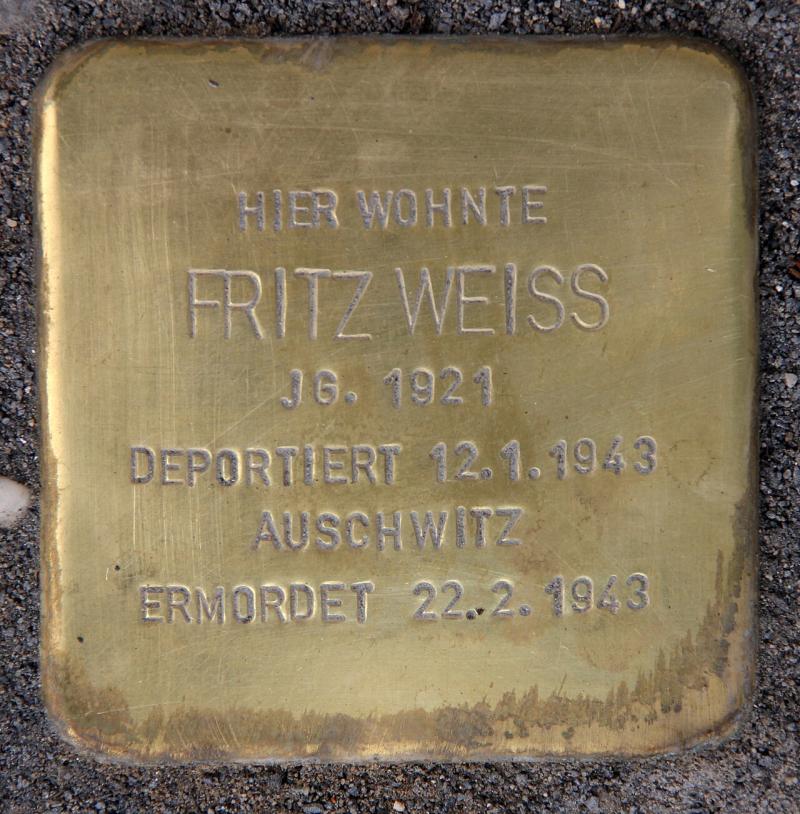 HIER WOHNTE
FRITZ WEISS
JG. 1921
DEPORTIERT 12.1.1943
AUSCHWITZ
ERMORDET 22.2.1943